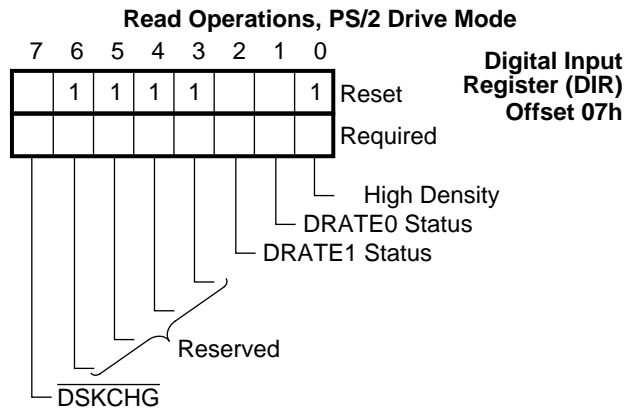 Read Operations, PS/2 Drive Mode
7 6 5 4 3 2 1 0
Digital Input
Register (DIR)
Offset 07h
1 1 1 1 1 Reset
Required
High Density
DRATE0 Status
DRATE1 Status
Reserved
DSKCHG